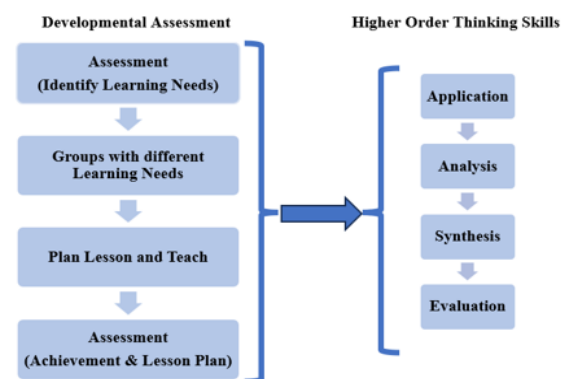 Developmental Assessment
Assessment
(Identify Learning Needs)
Groups with different
Learning Needs
Plan Lesson and Teach
Assessment
(Achievement & Lesson Plan)
Higher Order Thinking Skills
Application
Analysis
Synthesis
Evaluation